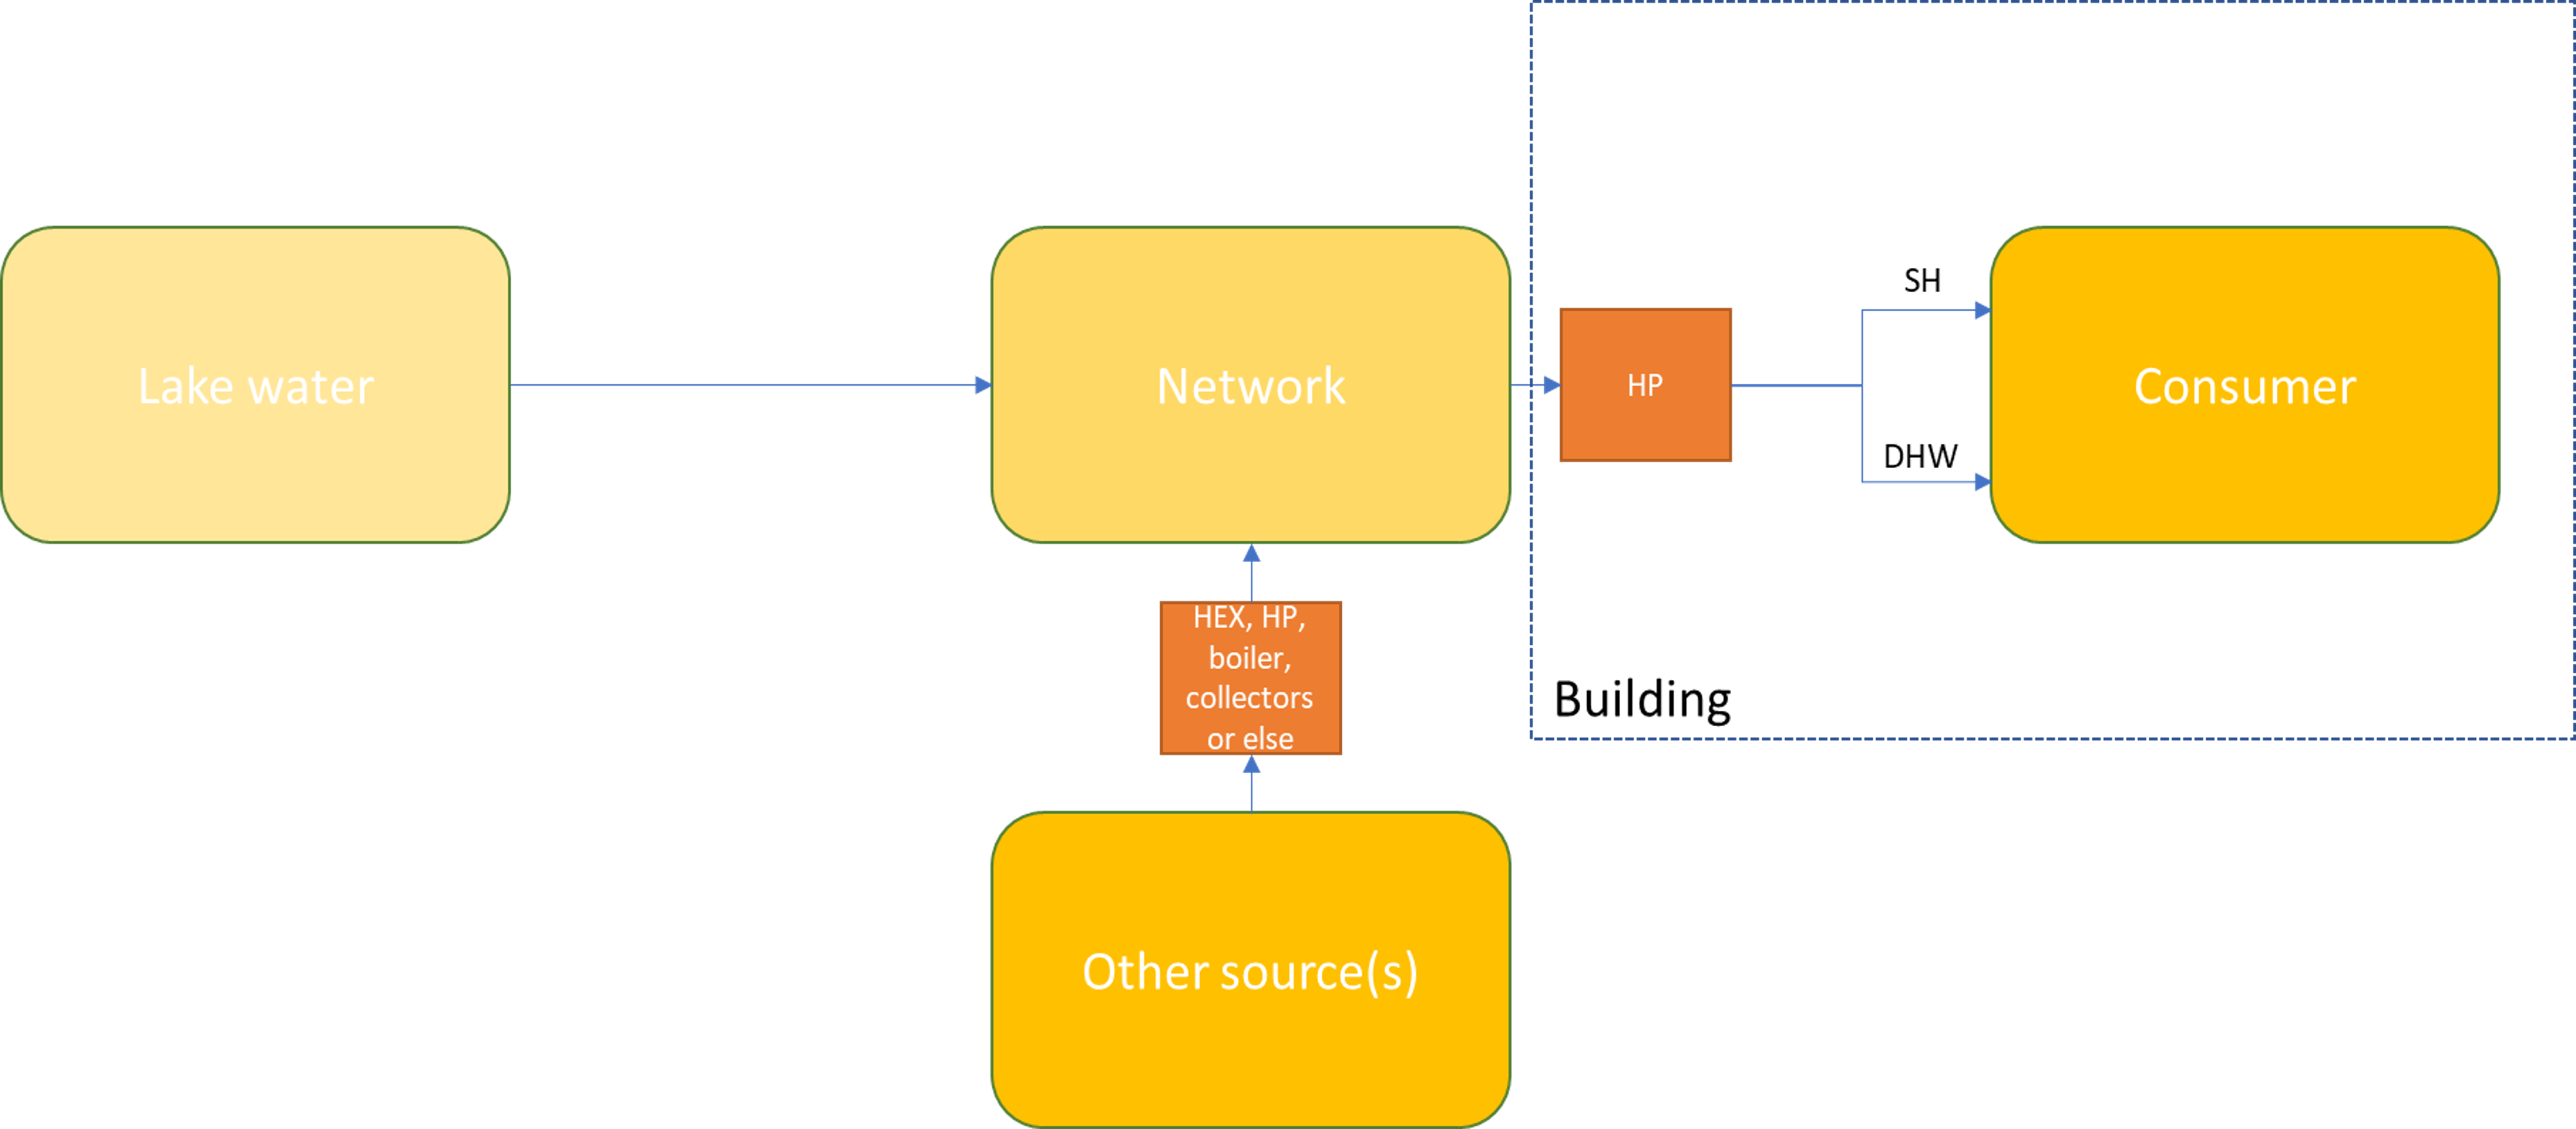 Lake water
Network
HP
SH
DHW
Consumer
HEX, HP,
boiler,
collectors
or else
Building
Other source(s)